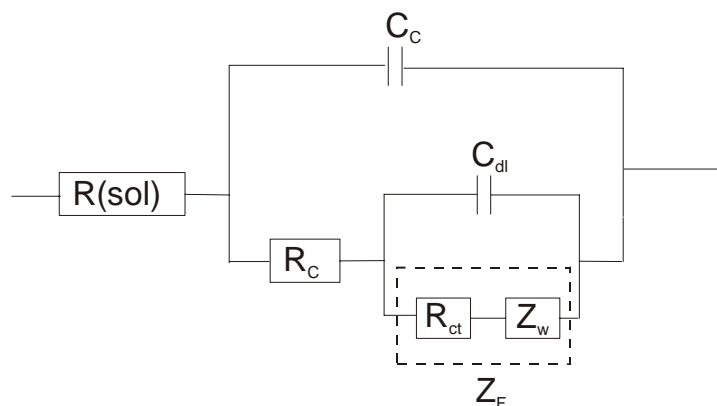 C_C
C_dl
R(sol)
R_C
R_ct
Z_w
Z_F